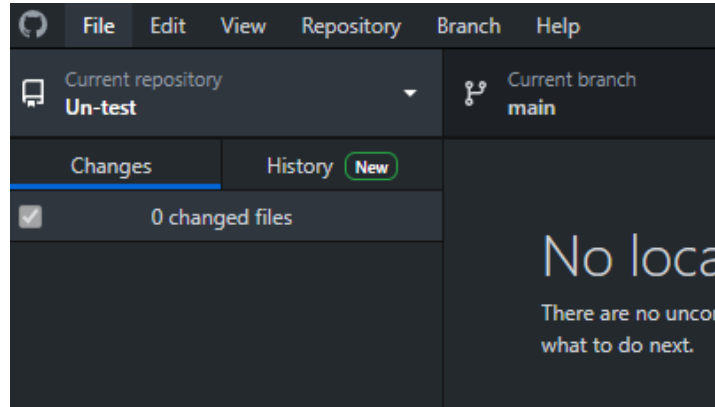 File Edit View Repository Branch Help
Current repository
Un-test
Current branch
main
Changes
History New
0 changed files
No loca
There are no uncor
what to do next.